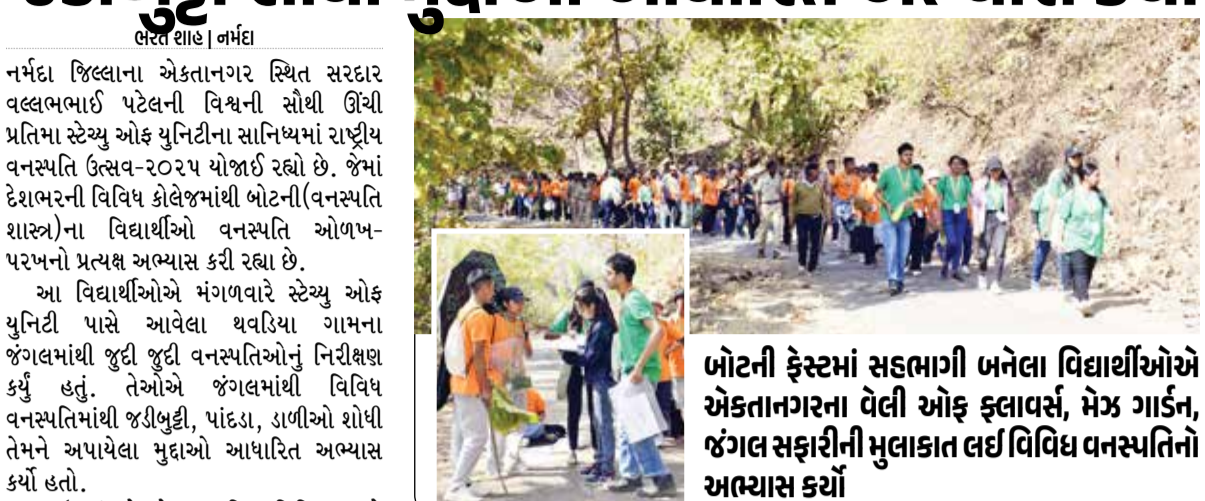 ભરત શાહ | નર્મદા
નર્મદા જિલ્લાના એકતાનગર સ્થિત સરદાર
વલ્લભભાઈ પટેલની વિશ્વની સૌથી ઊંચી
પ્રતિમા સ્ટેચ્યુ ઓફ યુનિટીના સાનિધ્યમાં રાષ્ટ્રીય
વનસ્પતિ ઉત્સવ-૨૦૨૫ યોજાઈ રહ્યો છે. જેમાં
દેશભરની વિવિધ કોલેજમાંથી બોટની(વનસ્પતિ
શાસ્ત્ર)ના વિદ્યાર્થીઓ વનસ્પતિ ઓળખ-
પરખનો પ્રત્યક્ષ અભ્યાસ કરી રહ્યા છે.
આ વિદ્યાર્થીઓએ મંગળવારે સ્ટેચ્યુ ઓફ
યુનિટી પાસે આવેલા થવડિયા ગામના
જંગલમાંથી જુદી જુદી વનસ્પતિઓનું નિરીક્ષણ
કર્યું હતું. તેઓએ જંગલમાંથી વિવિધ
વનસ્પતિમાંથી જડીબુટ્ટી, પાંદડા, ડાળીઓ શોધી
તેમને અપાયેલા મુદ્દાઓ આધારિત અભ્યાસ
કર્યો હતો.
બોટની ફેસ્ટમાં સહભાગી બનેલા વિદ્યાર્થીઓએ
એકતાનગરના વેલી ઓફ ફ્લાવર્સ, મેઝ ગાર્ડન,
જંગલ સફારીની મુલાકાત લઈ વિવિધ વનસ્પતિનો
અભ્યાસ કર્યો